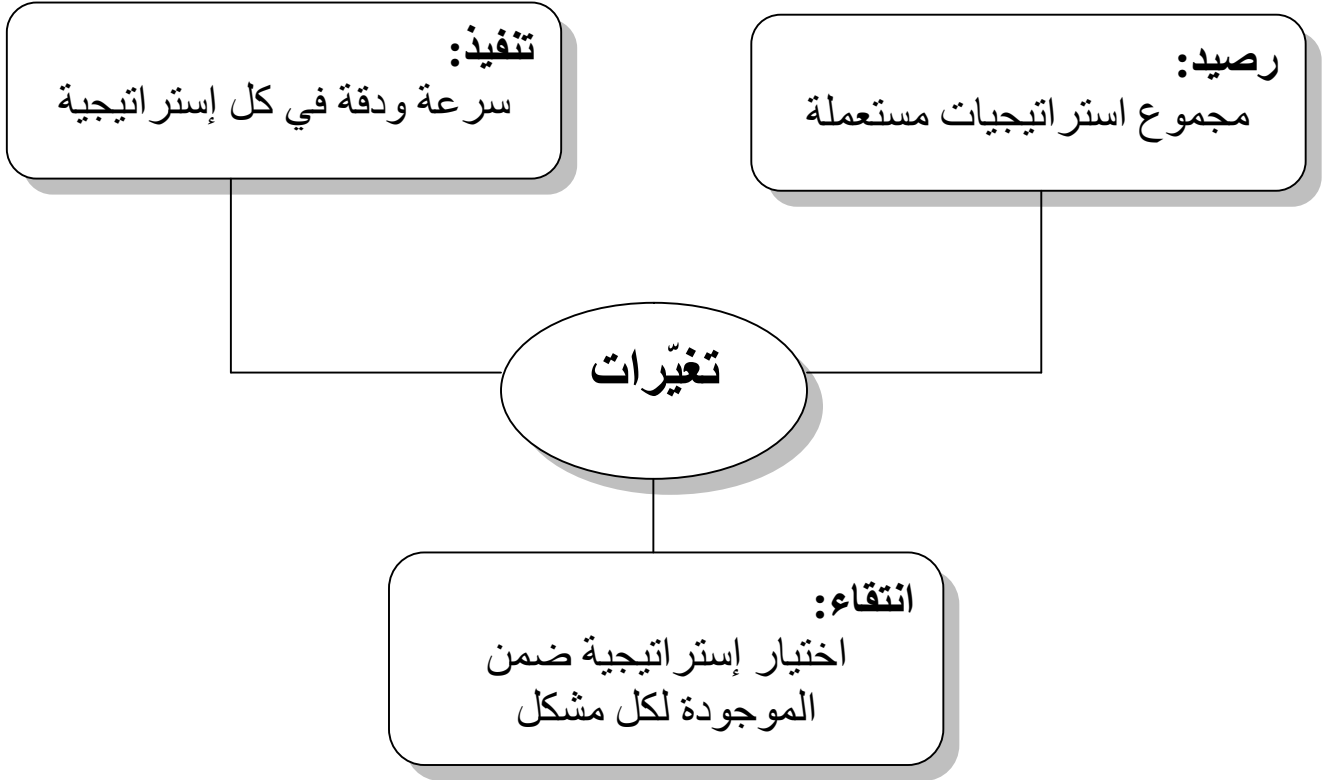 رصيد:
مجموع استراتيجيات مستعملة
تنفيذ:
سرعة ودقة في كل إستراتيجية
تغيّرات
انتقاء:
اختيار إستراتيجية ضمن
الموجودة لكل مشكل